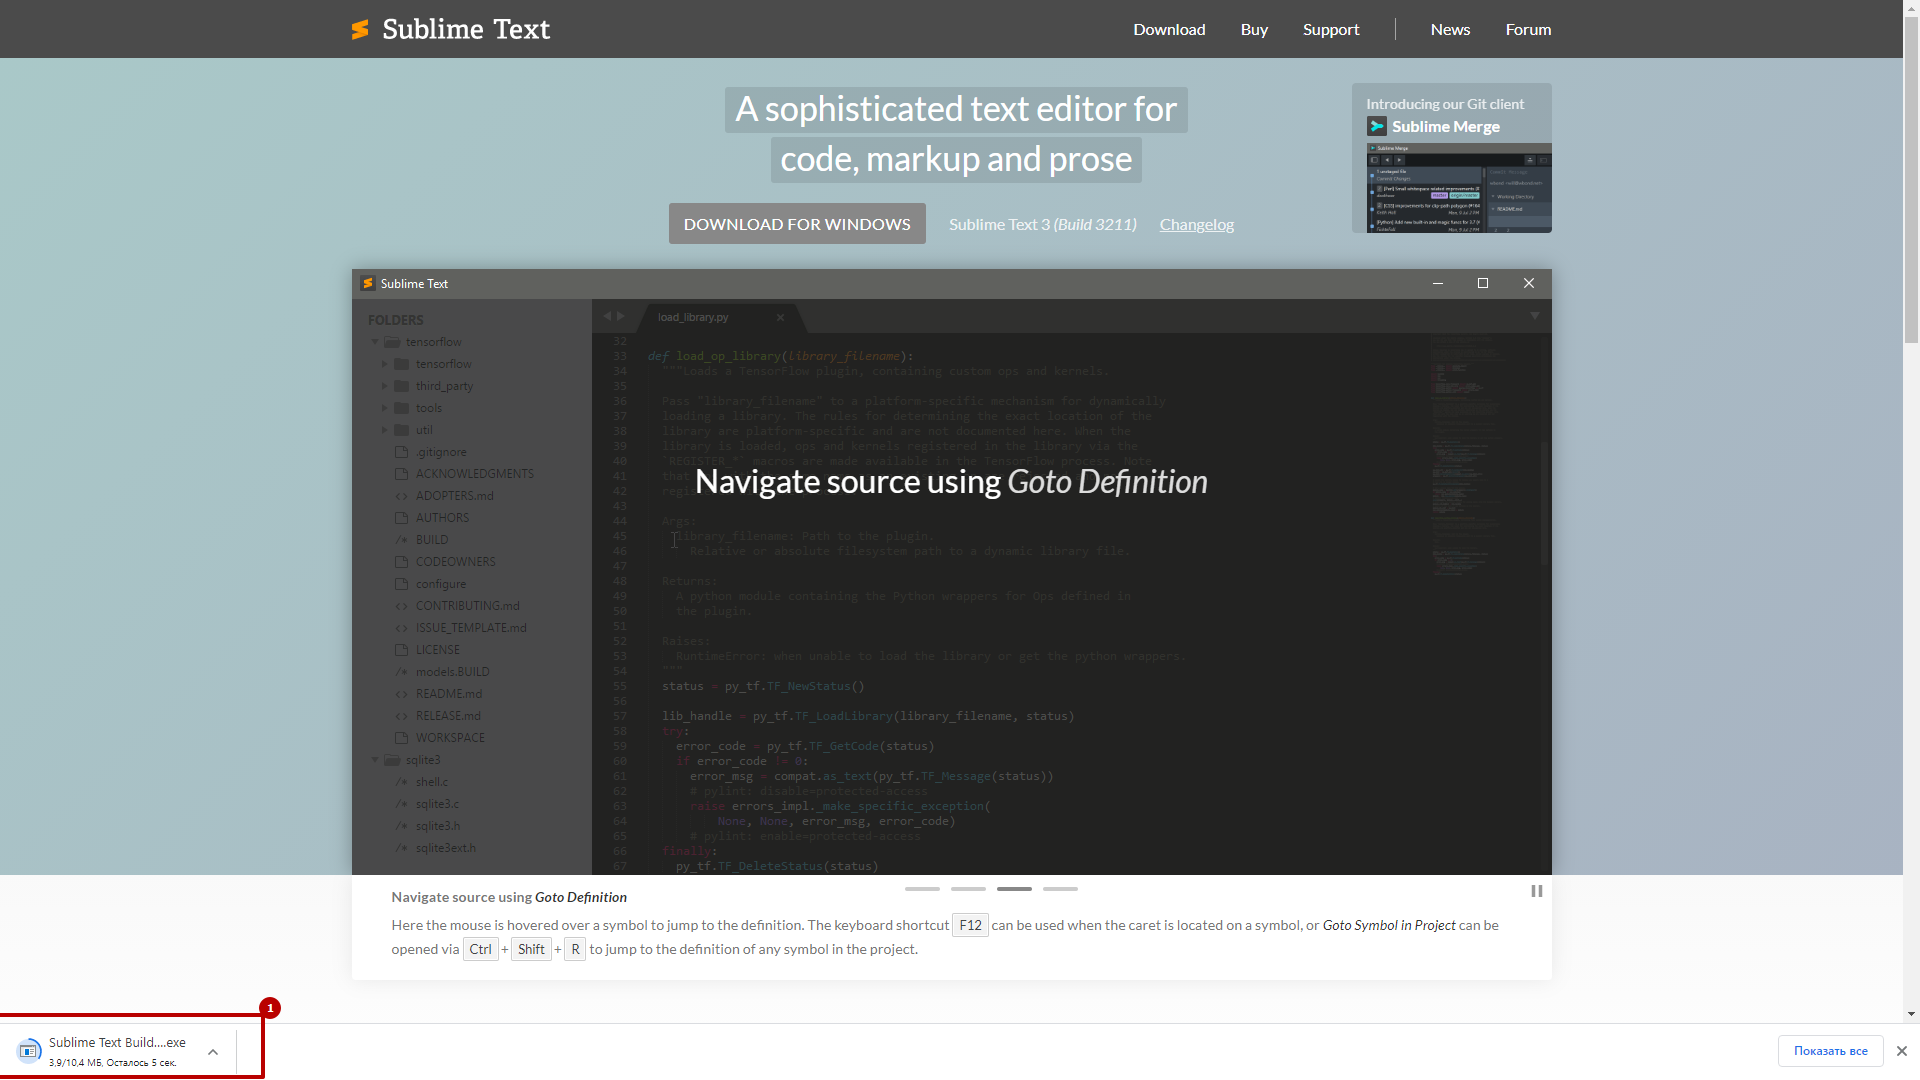 Sublime Text
Download Buy Support News Forum
A sophisticated text editor for
code, markup and prose
DOWNLOAD FOR WINDOWS Sublime Text 3 (Build 3211) Changelog
Introducing our Git client
Sublime Merge
Sublime Text
FOLDERS
tensorflow
tensorflow
third_party
tools
util
.gitignore
ACKNOWLEDGMENTS
ADOPTERS.md
AUTHORS
BUILD
CODEOWNERS
configure
CONTRIBUTING.md
ISSUE_TEMPLATE.md
LICENSE
models.BUILD
README.md
RELEASE.md
WORKSPACE
sqlite3
shell.c
sqlite3.c
sqlite3.h
sqlite3ext.h
load_library.py
32
33 def load_op_library(library_filename):
34 """Loads a TensorFlow plugin, containing custom ops and kernels.
35
36 Pass "library_filename" to a platform-specific mechanism for dynamically
37 loading a library. The rules for determining the exact location of the
38 library are platform-specific and are not documented here. When the
39 library is loaded, ops and kernels registered in the library via the
40 `REGISTER_*` macros are made available in the TensorFlow process. Note
41 that
42
43
44 Args:
45 library_filename: Path to the plugin.
46 Relative or absolute filesystem path to a dynamic library file.
47
48 Returns:
49 A python module containing the Python wrappers for Ops defined in
50 the plugin.
51
52 Raises:
53 RuntimeError: when unable to load the library or get the python wrappers.
54 """
55 status = py_tf.TF_NewStatus()
56
57 lib_handle = py_tf.TF_LoadLibrary(library_filename, status)
58 try:
59 error_code = py_tf.TF_GetCode(status)
60 if error_code != 0:
61 error_msg = compat.as_text(py_tf.TF_Message(status))
62 # pylint: disable=protected-access
63 raise errors_impl._make_specific_exception(
64 None, None, error_msg, error_code)
65 # pylint: enable=protected-access
66 finally:
67 py_tf.TF_DeleteStatus(status)
Navigate source using Goto Definition
Navigate source using Goto Definition
Here the mouse is hovered over a symbol to jump to the definition. The keyboard shortcut F12 can be used when the caret is located on a symbol, or Goto Symbol in Project can be
opened via Ctrl + Shift + R to jump to the definition of any symbol in the project.
1
Sublime Text Build....exe
3,9/10,4 МБ, Осталось 5 сек.
Показать все